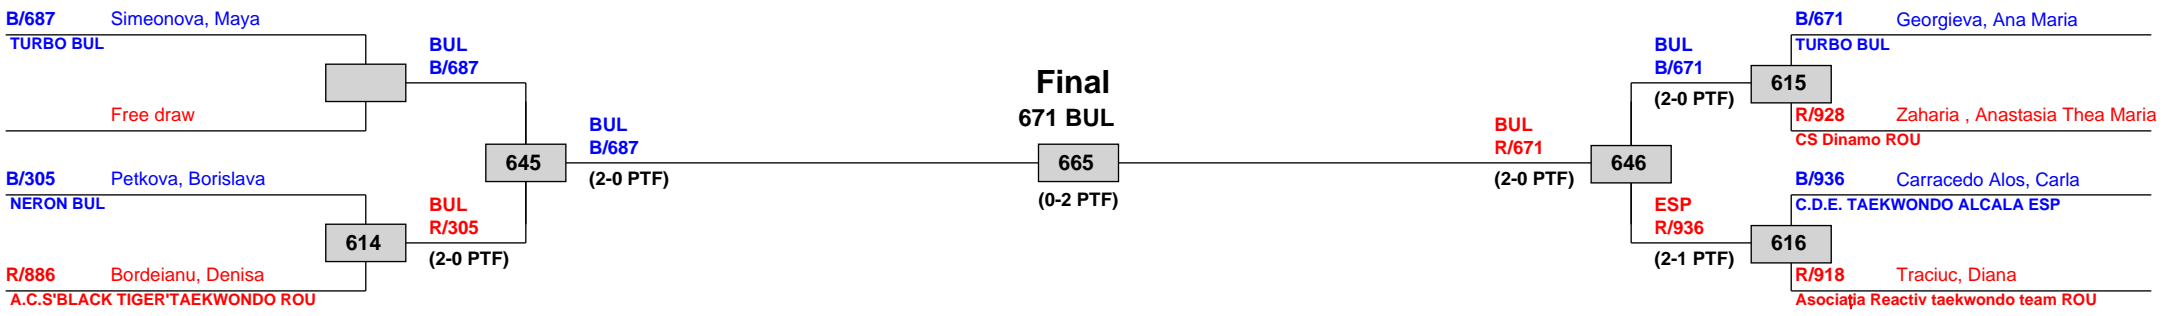 B/687 Simeonova, Maya
TURBO BUL
Free draw
B/305 Petkova, Borislava
NERON BUL
614
R/886 Bordeianu, Denisa
A.C.S'BLACK TIGER'TAEKWONDO ROU
BUL
B/687
645
BUL
R/305
(2-0 PTF)
BUL
B/687
(2-0 PTF)
Final
671 BUL
665
(0-2 PTF)
BUL
R/671
(2-0 PTF)
646
BUL
B/671
(2-0 PTF)
ESP
R/936
(2-1 PTF)
B/671 Georgieva, Ana Maria
TURBO BUL
615
R/928 Zaharia , Anastasia Thea Maria
CS Dinamo ROU
B/936 Carracedo Alos, Carla
C.D.E. TAEKWONDO ALCALA ESP
616
R/918 Traciuc, Diana
Asociația Reactiv taekwondo team ROU